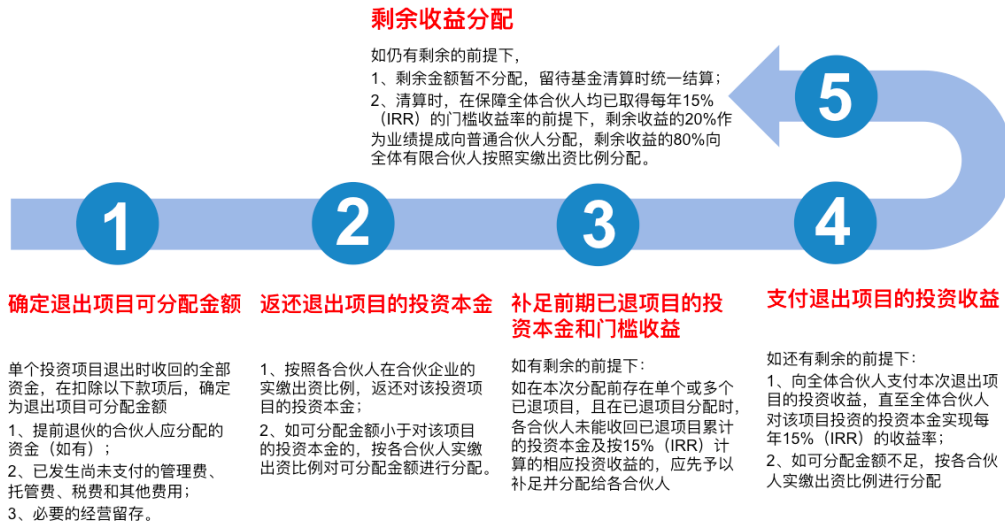 剩余收益分配
如仍有剩余的前提下，
1、剩余金额暂不分配，留待基金清算时统一结算；
2、清算时，在保障全体合伙人均已取得每年15%
（IRR）的门槛收益率的前提下，剩余收益的20%作
为业绩提成向普通合伙人分配，剩余收益的80%向
全体有限合伙人按照实缴出资比例分配。
5
1
2
3
4
确定退出项目可分配金额
单个投资项目退出时收回的全部
资金，在扣除以下款项后，确定
为退出项目可分配金额
1、提前退伙的合伙人应分配的
资金（如有）；
2、已发生尚未支付的管理费、
托管费、税费和其他费用；
3、必要的经营留存。
返还退出项目的投资本金
1、按照各合伙人在合伙企业的
实缴出资比例，返还对该投资项
目的投资本金；
2、如可分配金额小于对该项目
的投资本金的，按各合伙人实缴
出资比例对可分配金额进行分配。
补足前期已退项目的投
资本金和门槛收益
如有剩余的前提下：
如在本次分配前存在单个或多个
已退项目，且在已退项目分配时，
各合伙人未能收回已退项目累计
的投资本金及按15%（IRR）计
算的相应投资收益的，应先予以
补足并分配给各合伙人
支付退出项目的投资收益
如还有剩余的前提下：
1、向全体合伙人支付本次退出项
目的投资收益，直至全体合伙人
对该项目投资的投资本金实现每
年15%（IRR）的收益率；
2、如可分配金额不足，按各合伙
人实缴出资比例进行分配